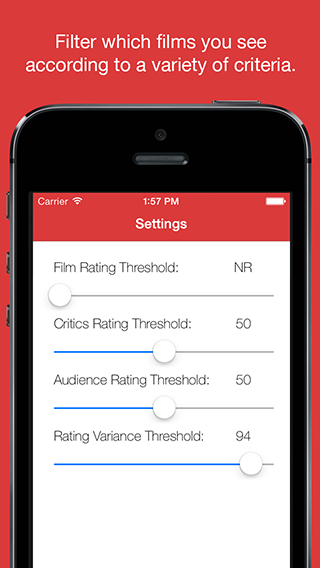 Filter which films you see
according to a variety of criteria.
Carrier 1:57 PM
Settings
Film Rating Threshold: NR
Critics Rating Threshold: 50
Audience Rating Threshold: 50
Rating Variance Threshold: 94